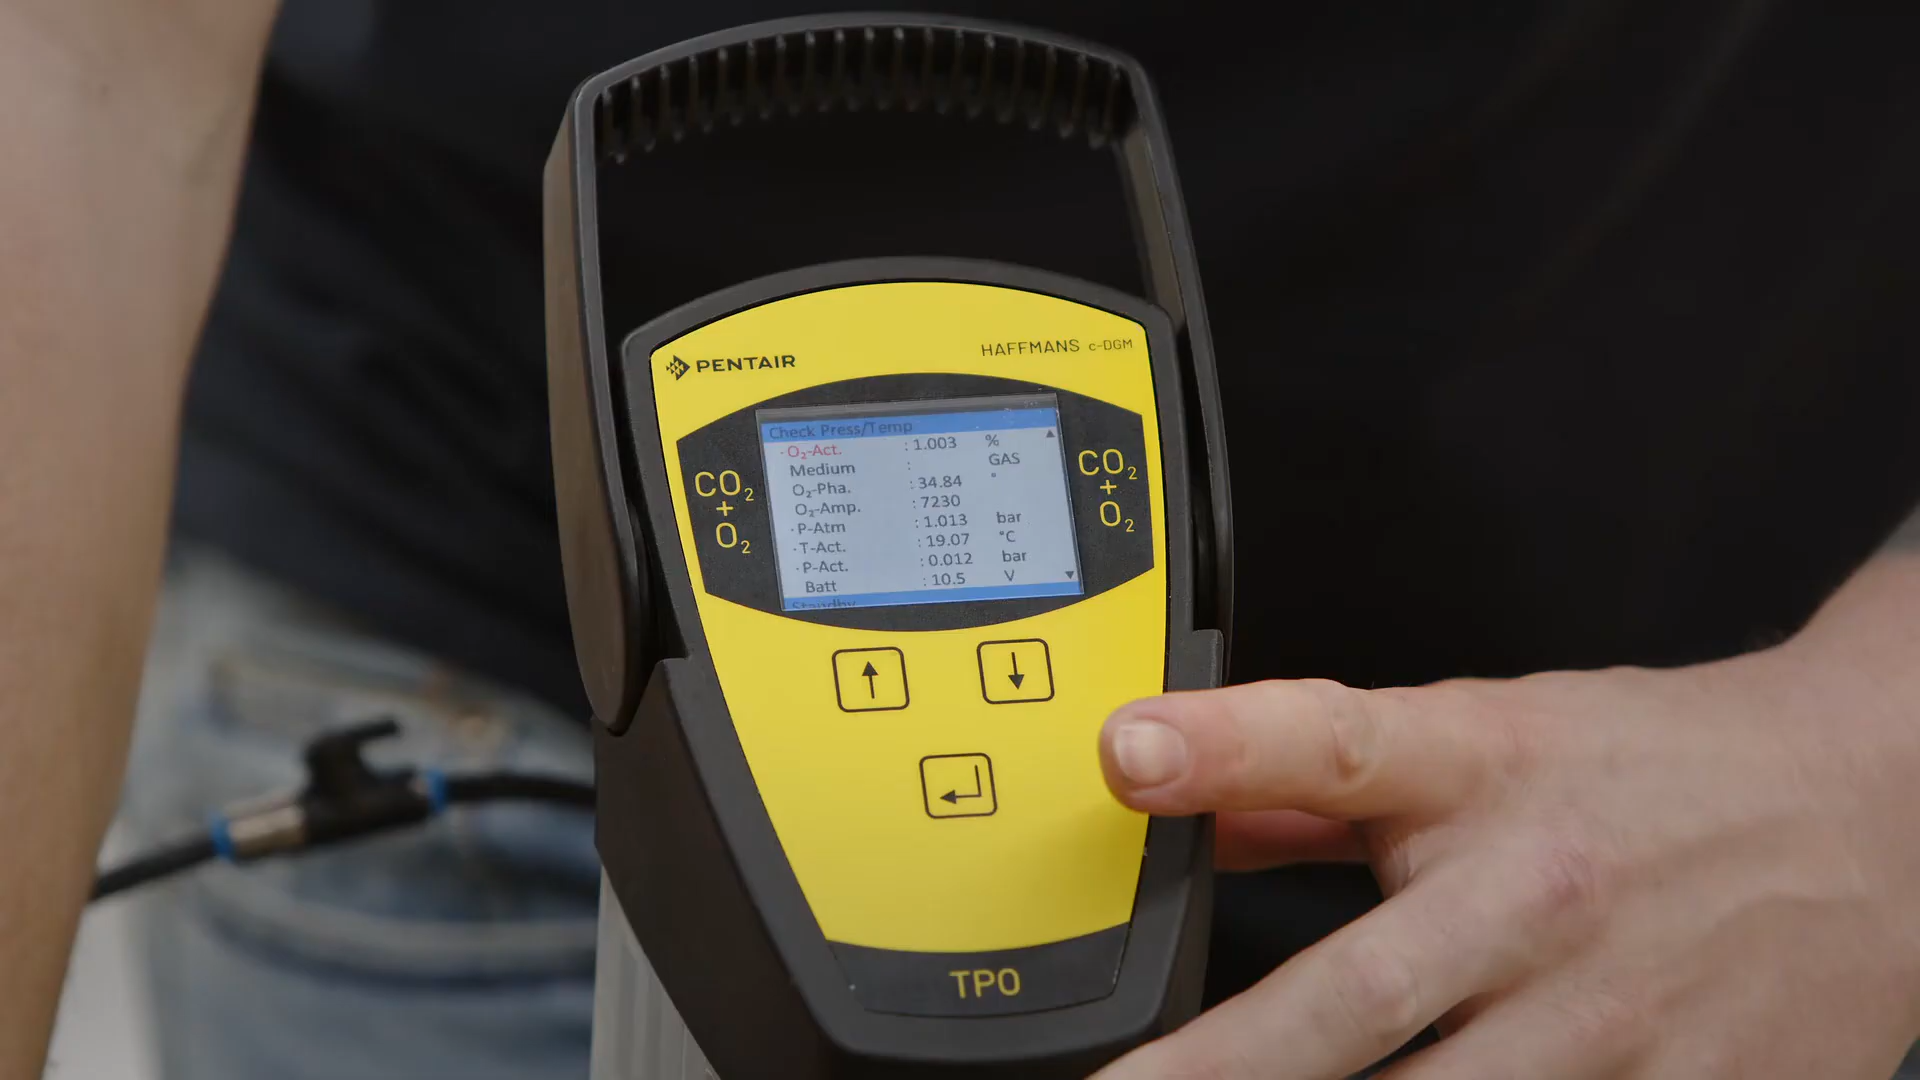 PENTAIR
HAFFMANS c-DGM
Check Press/Temp
·O₂-Act. : 1.003 %
Medium : GAS
O₂-Pha. : 34.84 °
O₂-Amp. : 7230
·P-Atm : 1.013 bar
·T-Act. : 19.07 °C
·P-Act. : 0.012 bar
Batt : 10.5 V
Standby
CO₂
+
O₂
CO₂
+
O₂
TPO